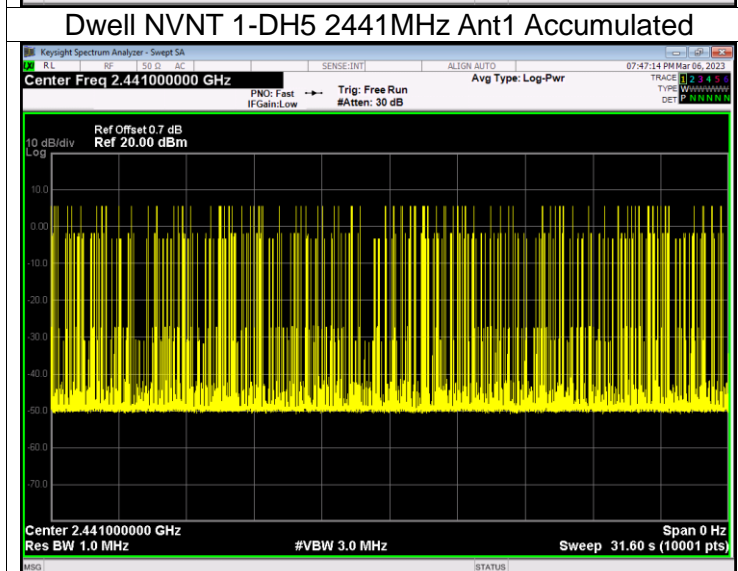 Dwell NVNT 1-DH5 2441MHz Ant1 Accumulated
Keysight Spectrum Analyzer - Swept SA
RL RF 50 Ω AC SENSE:INT ALIGN AUTO 07:47:14 PM Mar 06, 2023
Center Freq 2.441000000 GHz Avg Type: Log-Pwr TRACE 1 2 3 4 5 6
PNO: Fast Trig: Free Run TYPE WWWWWW
IFGain:Low #Atten: 30 dB DET P NNNNN
Ref Offset 0.7 dB
10 dB/div Ref 20.00 dBm
Log
10.0
0.00
-10.0
-20.0
-30.0
-40.0
-50.0
-60.0
-70.0
Center 2.441000000 GHz Span 0 Hz
Res BW 1.0 MHz #VBW 3.0 MHz Sweep 31.60 s (10001 pts)
MSG STATUS